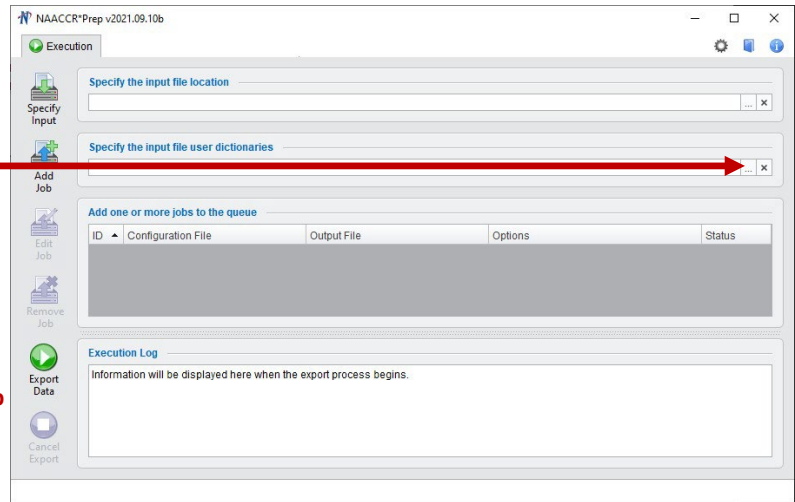 NAACCR*Prep v2021.09.10b
Execution
Specify the input file location
Specify
Input
...
Specify the input file user dictionaries
Add
Job
...
Add one or more jobs to the queue
Edit
Job
ID Configuration File Output File Options Status
Remove
Job
Execution Log
Export
Data
Information will be displayed here when the export process begins.
Cancel
Export